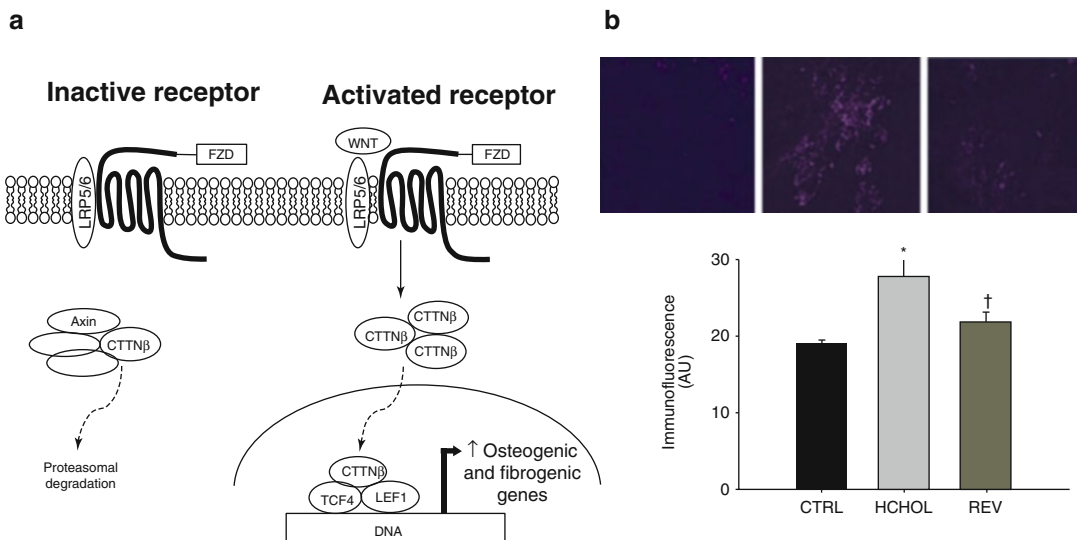 a
Inactive receptor
Activated receptor
WNT
FZD
FZD
LRP5/6
LRP5/6
Axin
CTTNβ
CTTNβ
CTTNβ
CTTNβ
Proteasomal
degradation
CTTNβ
TCF4
LEF1
DNA
↑ Osteogenic
and fibrogenic
genes
b
Immunofluorescence
(AU)
30
20
10
0
*
†
CTRL
HCHOL
REV